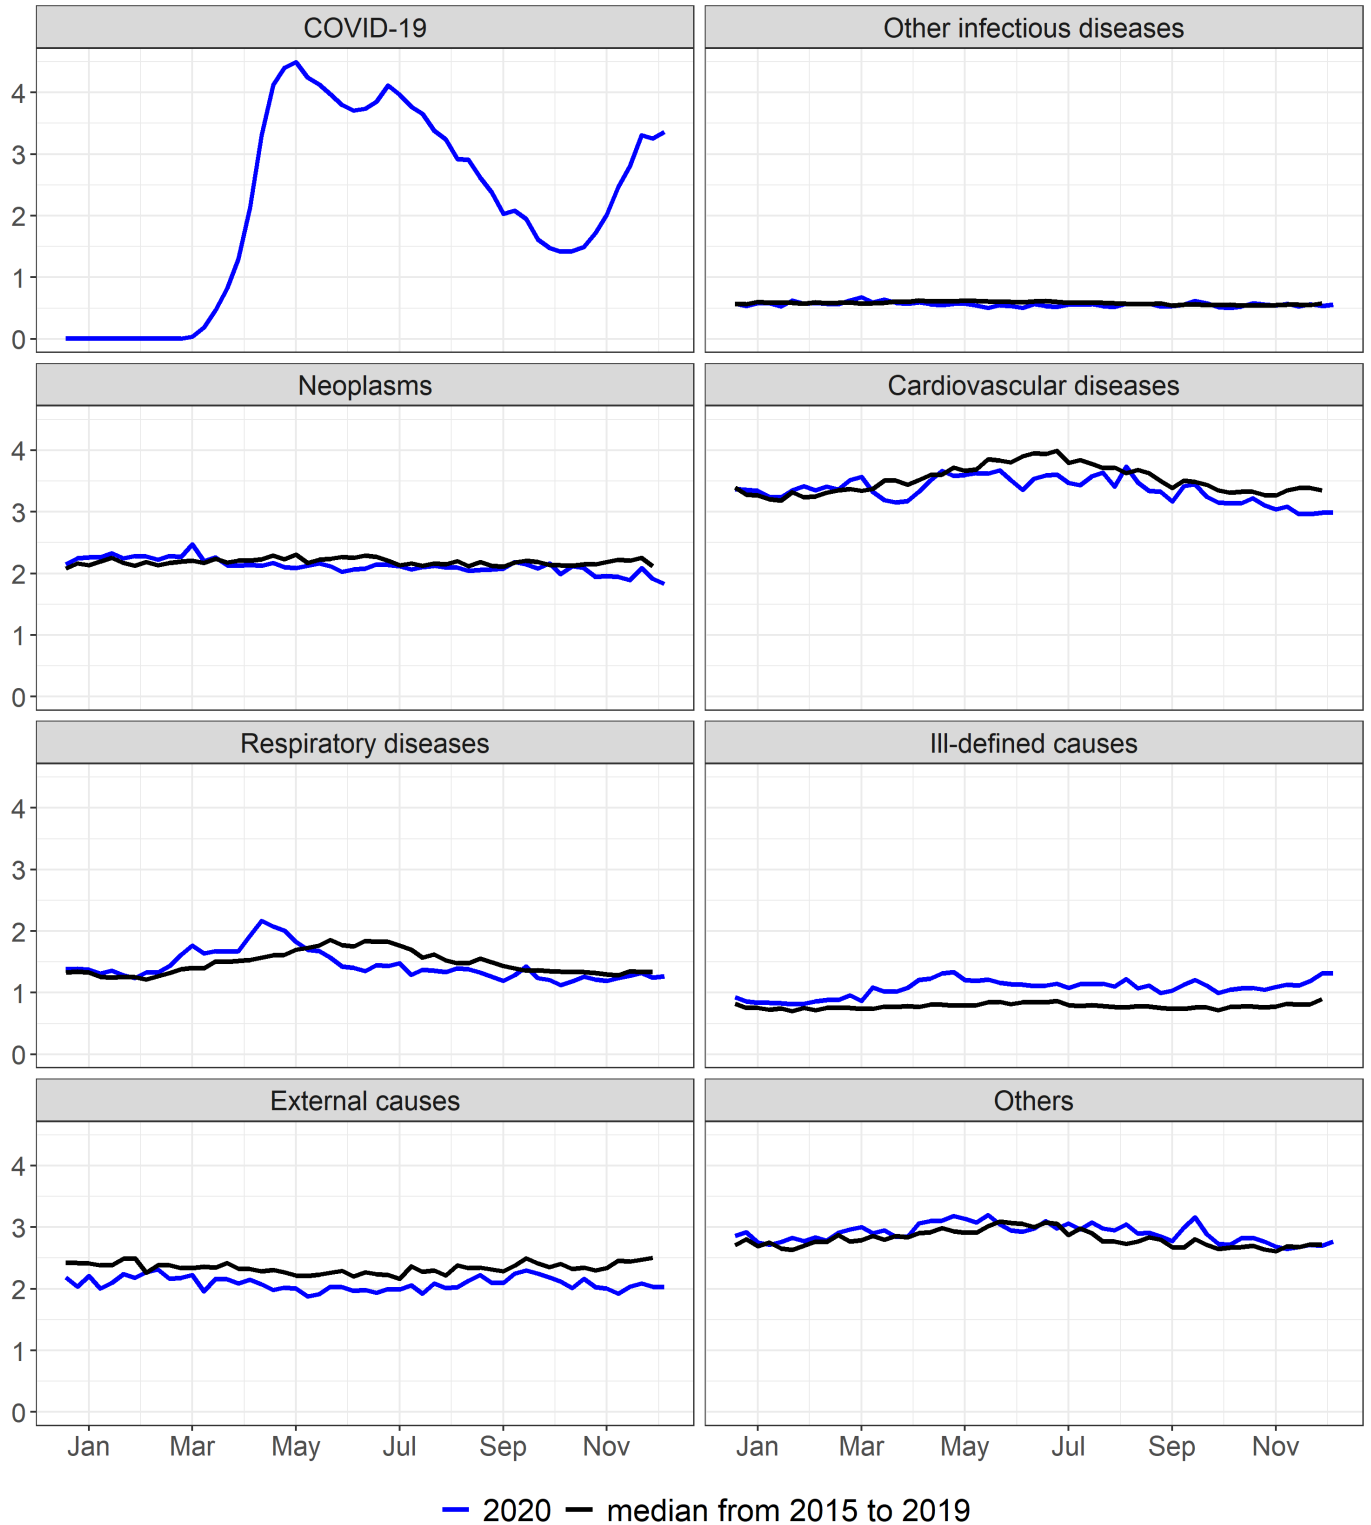 COVID-19
Other infectious diseases
4
3
2
1
0
Neoplasms
Cardiovascular diseases
4
3
2
1
0
Respiratory diseases
Ill-defined causes
4
3
2
1
0
External causes
Others
4
3
2
1
0
Jan Mar May Jul Sep Nov
Jan Mar May Jul Sep Nov
2020 median from 2015 to 2019